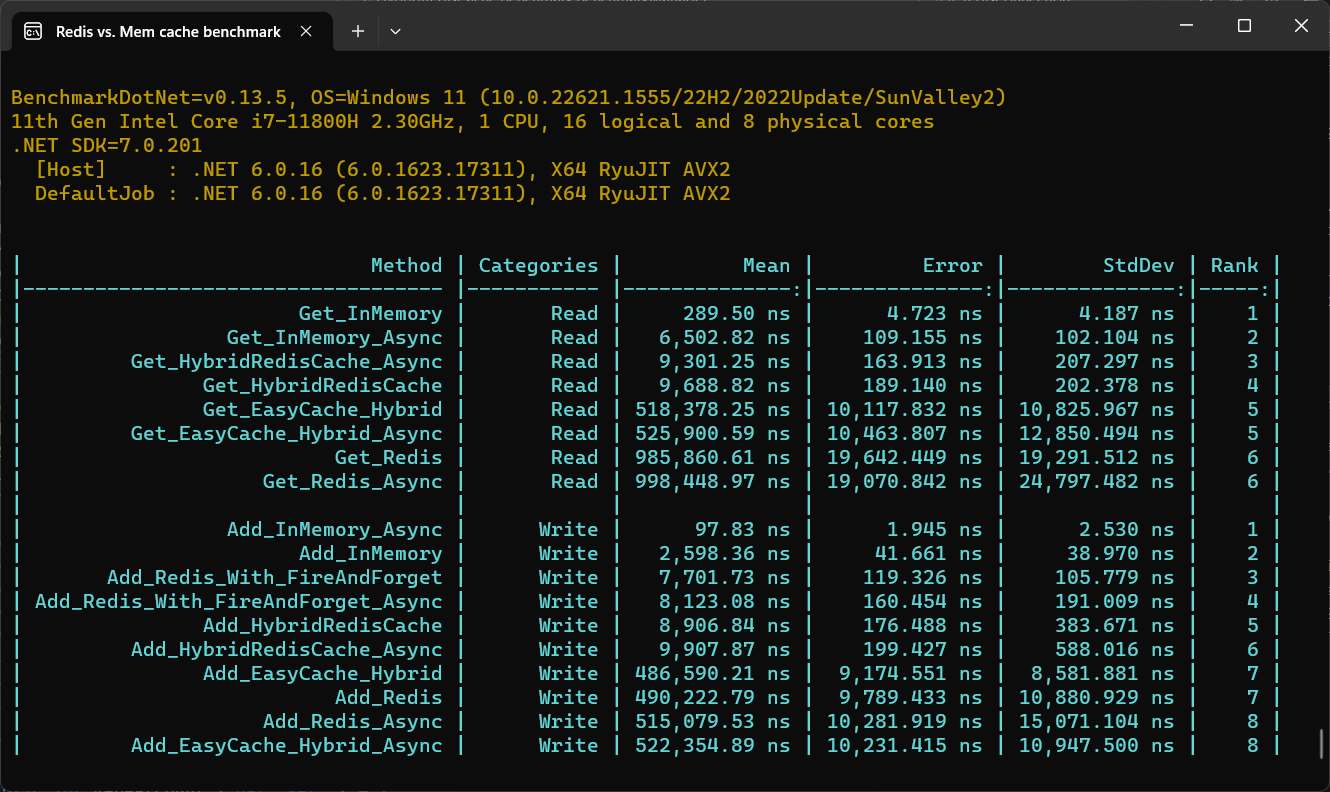 Redis vs. Mem cache benchmark
BenchmarkDotNet=v0.13.5, OS=Windows 11 (10.0.22621.1555/22H2/2022Update/SunValley2)
11th Gen Intel Core i7-11800H 2.30GHz, 1 CPU, 16 logical and 8 physical cores
.NET SDK=7.0.201
  [Host]     : .NET 6.0.16 (6.0.1623.17311), X64 RyuJIT AVX2
  DefaultJob : .NET 6.0.16 (6.0.1623.17311), X64 RyuJIT AVX2
|                             Method | Categories |          Mean |         Error |        StdDev | Rank |
|----------------------------------- |----------- |--------------:|--------------:|--------------:|-----:|
|                       Get_InMemory |       Read |     289.50 ns |      4.723 ns |      4.187 ns |    1 |
|                 Get_InMemory_Async |       Read |   6,502.82 ns |    109.155 ns |    102.104 ns |    2 |
|         Get_HybridRedisCache_Async |       Read |   9,301.25 ns |    163.913 ns |    207.297 ns |    3 |
|               Get_HybridRedisCache |       Read |   9,688.82 ns |    189.140 ns |    202.378 ns |    4 |
|               Get_EasyCache_Hybrid |       Read | 518,378.25 ns | 10,117.832 ns | 10,825.967 ns |    5 |
|         Get_EasyCache_Hybrid_Async |       Read | 525,900.59 ns | 10,463.807 ns | 12,850.494 ns |    5 |
|                          Get_Redis |       Read | 985,860.61 ns | 19,642.449 ns | 19,291.512 ns |    6 |
|                    Get_Redis_Async |       Read | 998,448.97 ns | 19,070.842 ns | 24,797.482 ns |    6 |
|                                    |            |               |               |               |      |
|                 Add_InMemory_Async |      Write |      97.83 ns |      1.945 ns |      2.530 ns |    1 |
|                       Add_InMemory |      Write |   2,598.36 ns |     41.661 ns |     38.970 ns |    2 |
|       Add_Redis_With_FireAndForget |      Write |   7,701.73 ns |    119.326 ns |    105.779 ns |    3 |
| Add_Redis_With_FireAndForget_Async |      Write |   8,123.08 ns |    160.454 ns |    191.009 ns |    4 |
|               Add_HybridRedisCache |      Write |   8,906.84 ns |    176.488 ns |    383.671 ns |    5 |
|         Add_HybridRedisCache_Async |      Write |   9,907.87 ns |    199.427 ns |    588.016 ns |    6 |
|               Add_EasyCache_Hybrid |      Write | 486,590.21 ns |  9,174.551 ns |  8,581.881 ns |    7 |
|                          Add_Redis |      Write | 490,222.79 ns |  9,789.433 ns | 10,880.929 ns |    7 |
|                    Add_Redis_Async |      Write | 515,079.53 ns | 10,281.919 ns | 15,071.104 ns |    8 |
|         Add_EasyCache_Hybrid_Async |      Write | 522,354.89 ns | 10,231.415 ns | 10,947.500 ns |    8 |